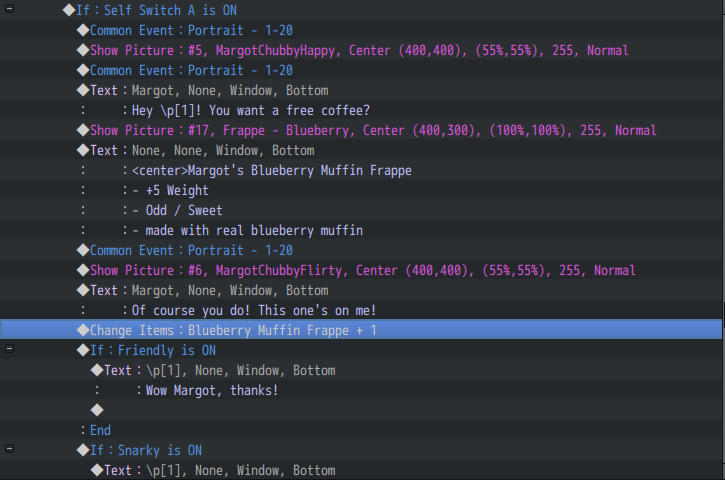 ◆If：Self Switch A is ON
◆Common Event：Portrait - 1-20
◆Show Picture：#5, MargotChubbyHappy, Center (400,400), (55%,55%), 255, Normal
◆Common Event：Portrait - 1-20
◆Text：Margot, None, Window, Bottom
：　：Hey \p[1]! You want a free coffee?
◆Show Picture：#17, Frappe - Blueberry, Center (400,300), (100%,100%), 255, Normal
◆Text：None, None, Window, Bottom
：　：<center>Margot's Blueberry Muffin Frappe
：　：- +5 Weight
：　：- Odd / Sweet
：　：- made with real blueberry muffin
◆Common Event：Portrait - 1-20
◆Show Picture：#6, MargotChubbyFlirty, Center (400,400), (55%,55%), 255, Normal
◆Text：Margot, None, Window, Bottom
：　：Of course you do! This one's on me!
◆Change Items：Blueberry Muffin Frappe + 1
◆If：Friendly is ON
◆Text：\p[1], None, Window, Bottom
：　：Wow Margot, thanks!
◆
：End
◆If：Snarky is ON
◆Text：\p[1], None, Window, Bottom